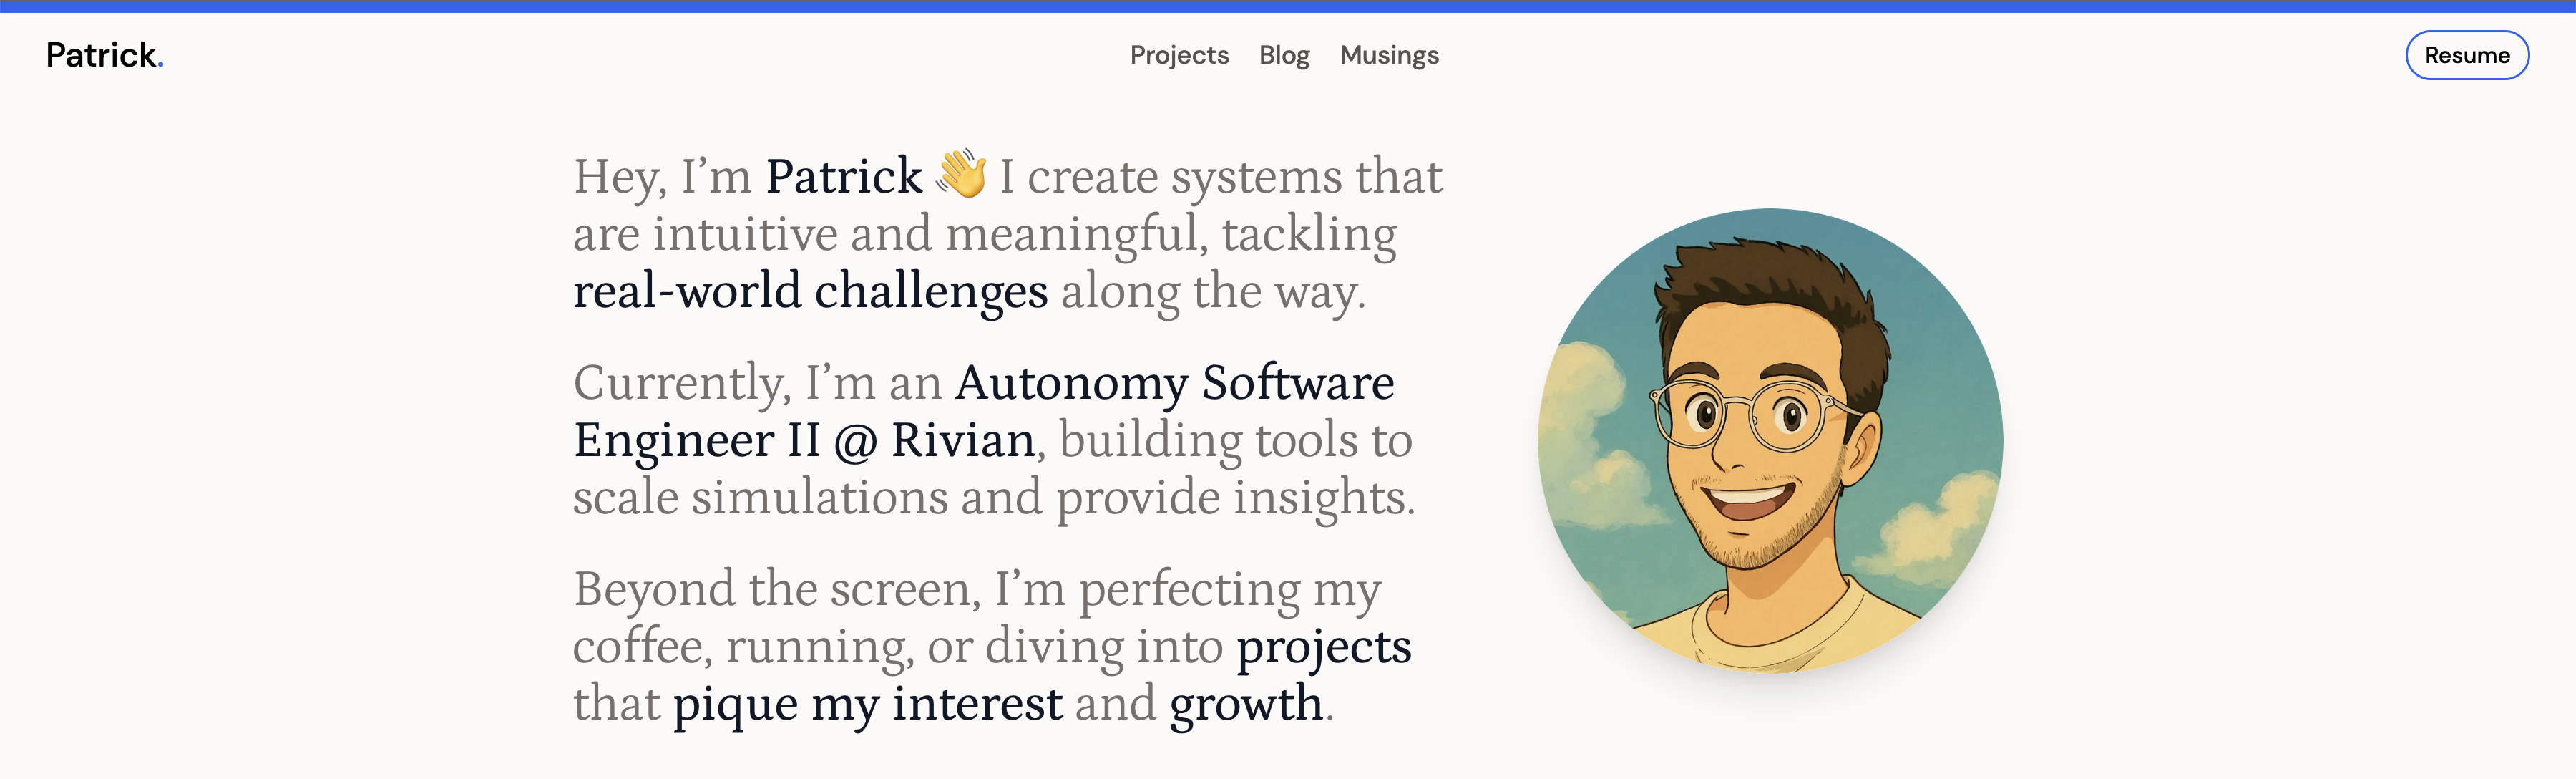 Patrick.
Projects Blog Musings
Resume
Hey, I’m Patrick 👋 I create systems that
are intuitive and meaningful, tackling
real-world challenges along the way.
Currently, I’m an Autonomy Software
Engineer II @ Rivian, building tools to
scale simulations and provide insights.
Beyond the screen, I’m perfecting my
coffee, running, or diving into projects
that pique my interest and growth.